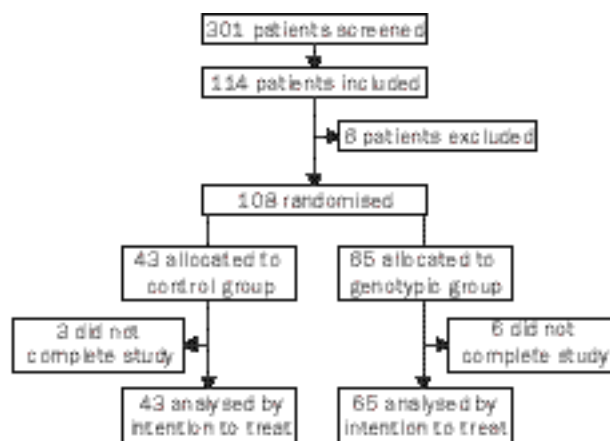 301 patients screened
114 patients included
6 patients excluded
108 randomised
43 allocated to
control group
65 allocated to
genotypic group
3 did not
complete study
6 did not
complete study
43 analysed by
intention to treat
65 analysed by
intention to treat